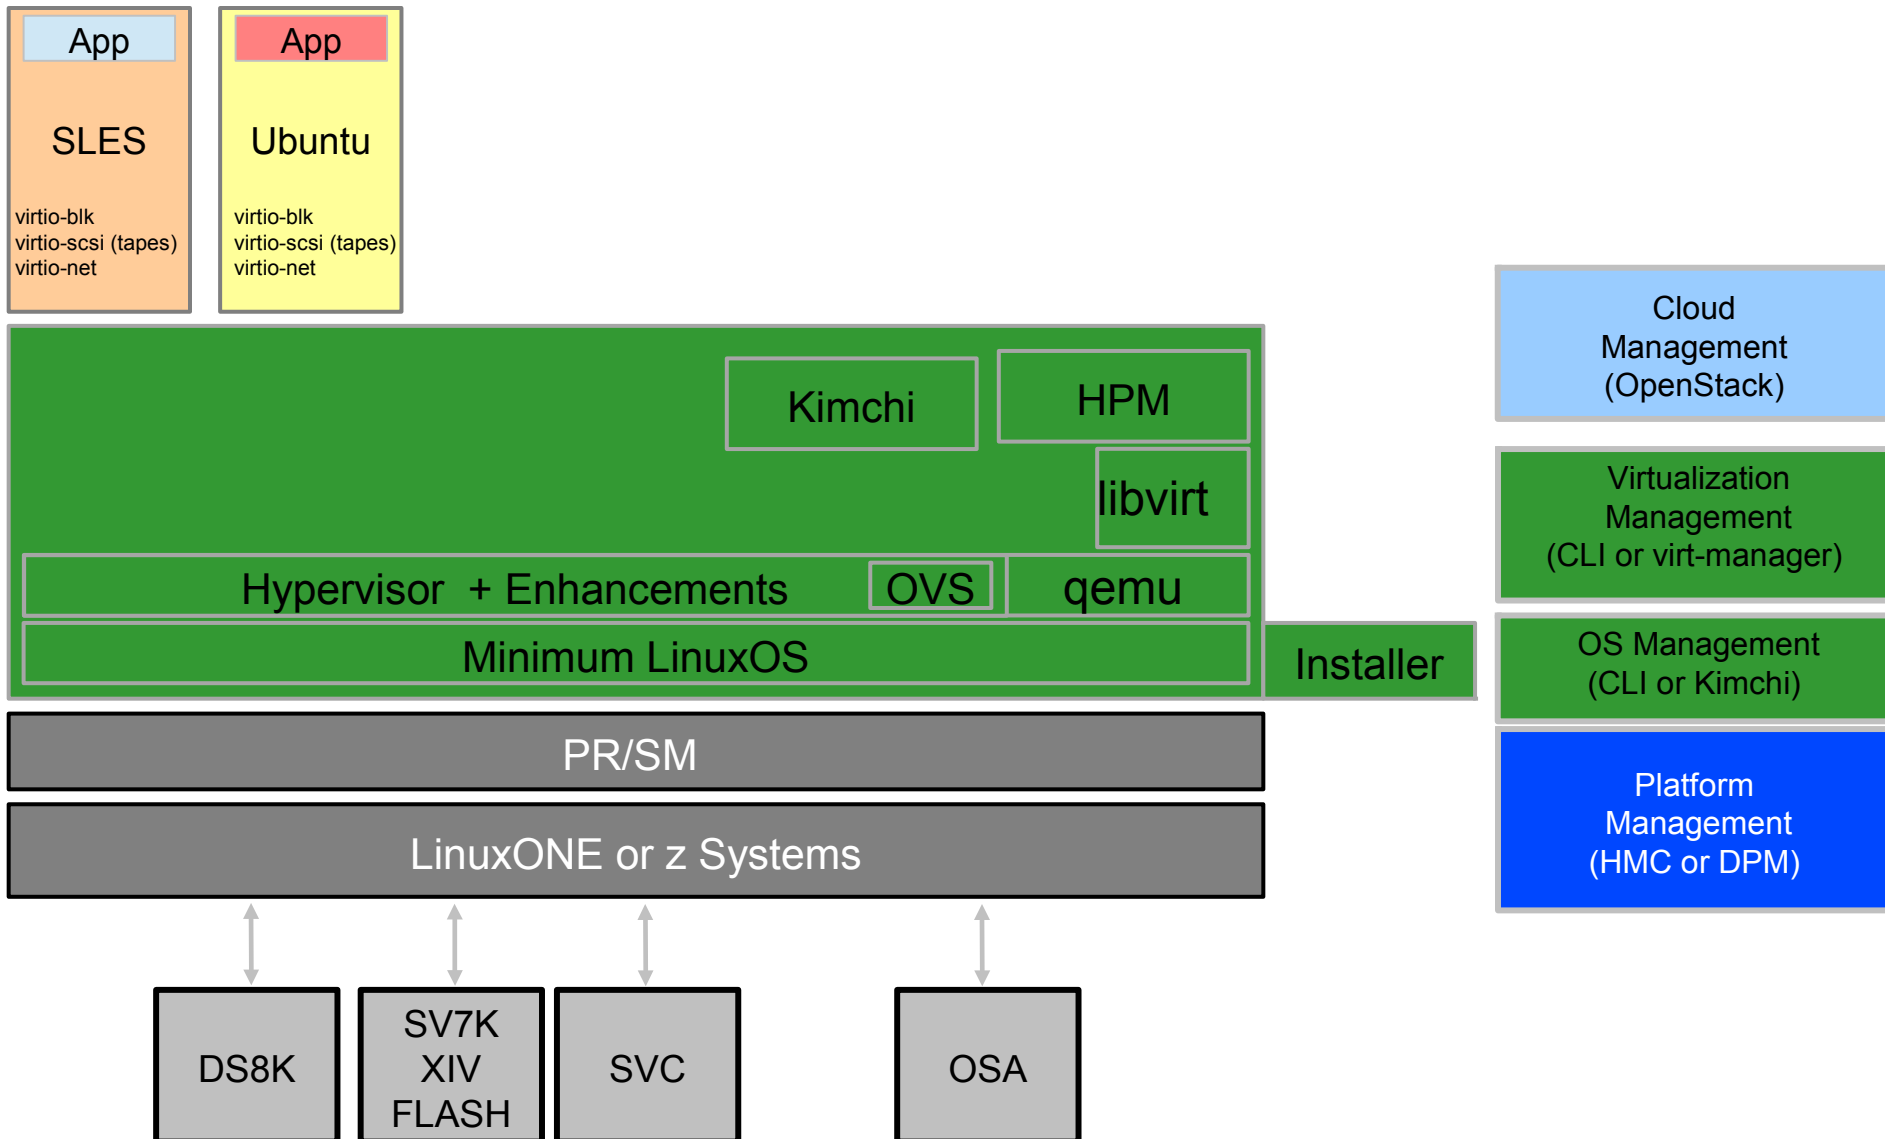 App
SLES
virtio-blk
virtio-scsi (tapes)
virtio-net
App
Ubuntu
virtio-blk
virtio-scsi (tapes)
virtio-net
Kimchi
HPM
libvirt
Hypervisor + Enhancements
OVS
qemu
Minimum LinuxOS
Installer
PR/SM
LinuxONE or z Systems
DS8K
SV7K
XIV
FLASH
SVC
OSA
Cloud
Management
(OpenStack)
Virtualization
Management
(CLI or virt-manager)
OS Management
(CLI or Kimchi)
Platform
Management
(HMC or DPM)